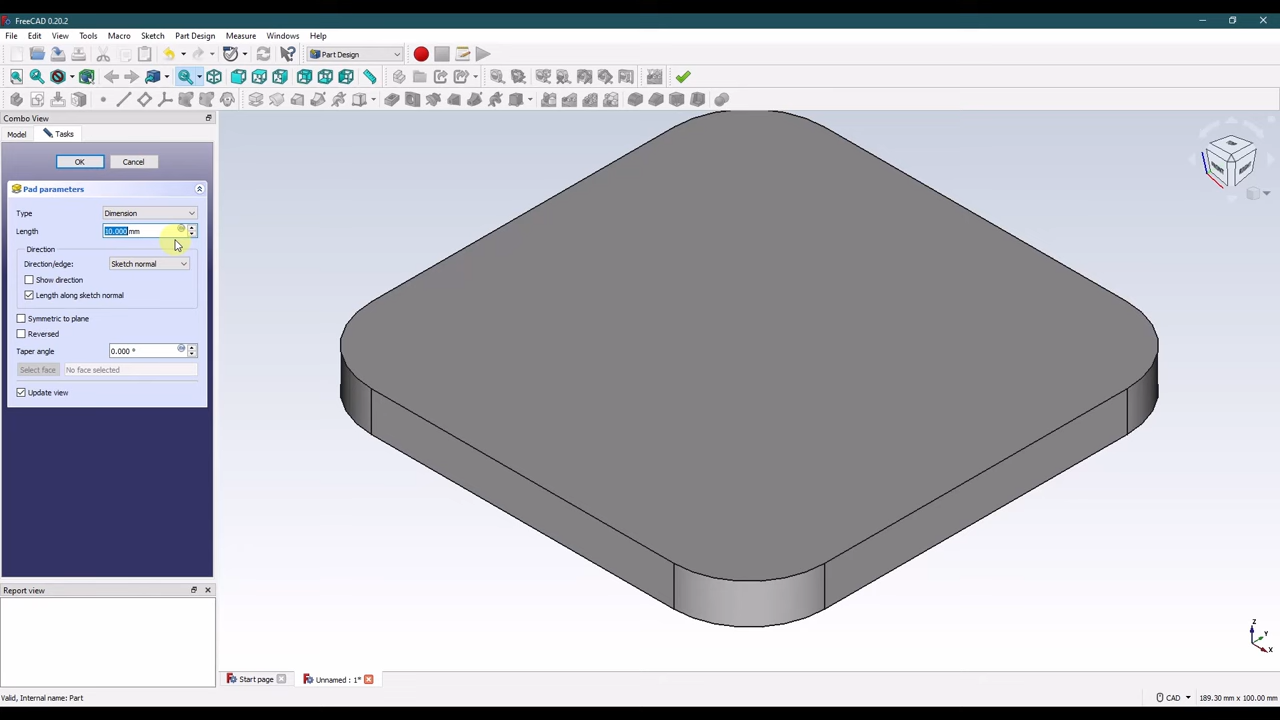 FreeCAD 0.20.2
File Edit View Tools Macro Sketch Part Design Measure Windows Help
Part Design
Combo View
Model Tasks
OK Cancel
Pad parameters
Type Dimension
Length 10.000 mm
Direction
Direction/edge: Sketch normal
Show direction
Length along sketch normal
Symmetric to plane
Reversed
Taper angle 0.000 °
Select face No face selected
Update view
Report view
Z
Y
X
Start page Unnamed : 1*
Valid, Internal name: Part CAD 189.30 mm x 100.00 mm